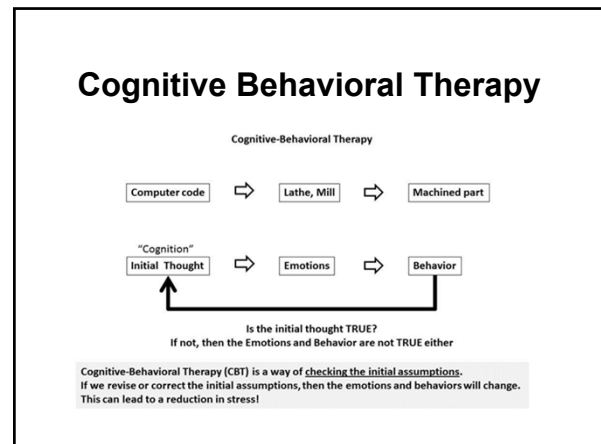 Cognitive Behavioral Therapy
Cognitive-Behavioral Therapy
Computer code Lathe, Mill Machined part
"Cognition"
Initial Thought Emotions Behavior
Is the initial thought TRUE?
If not, then the Emotions and Behavior are not TRUE either
Cognitive-Behavioral Therapy (CBT) is a way of checking the initial assumptions.
If we revise or correct the initial assumptions, then the emotions and behaviors will change.
This can lead to a reduction in stress!